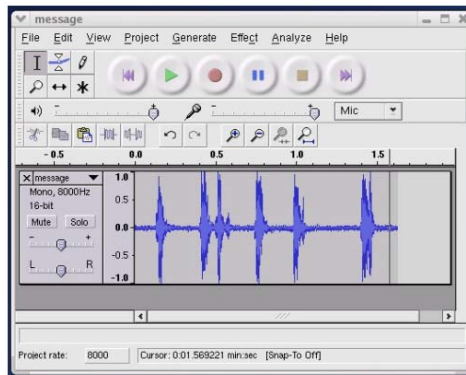 message
File Edit View Project Generate Effect Analyze Help
Mic
- 0.5 0.0 0.5 1.0 1.5
message
Mono, 8000Hz
16-bit
Mute Solo
- +
L R
1.0
0.5
0.0
-0.5
-1.0
Project rate: 8000 Cursor: 0:01.569221 min:sec [Snap-To Off]